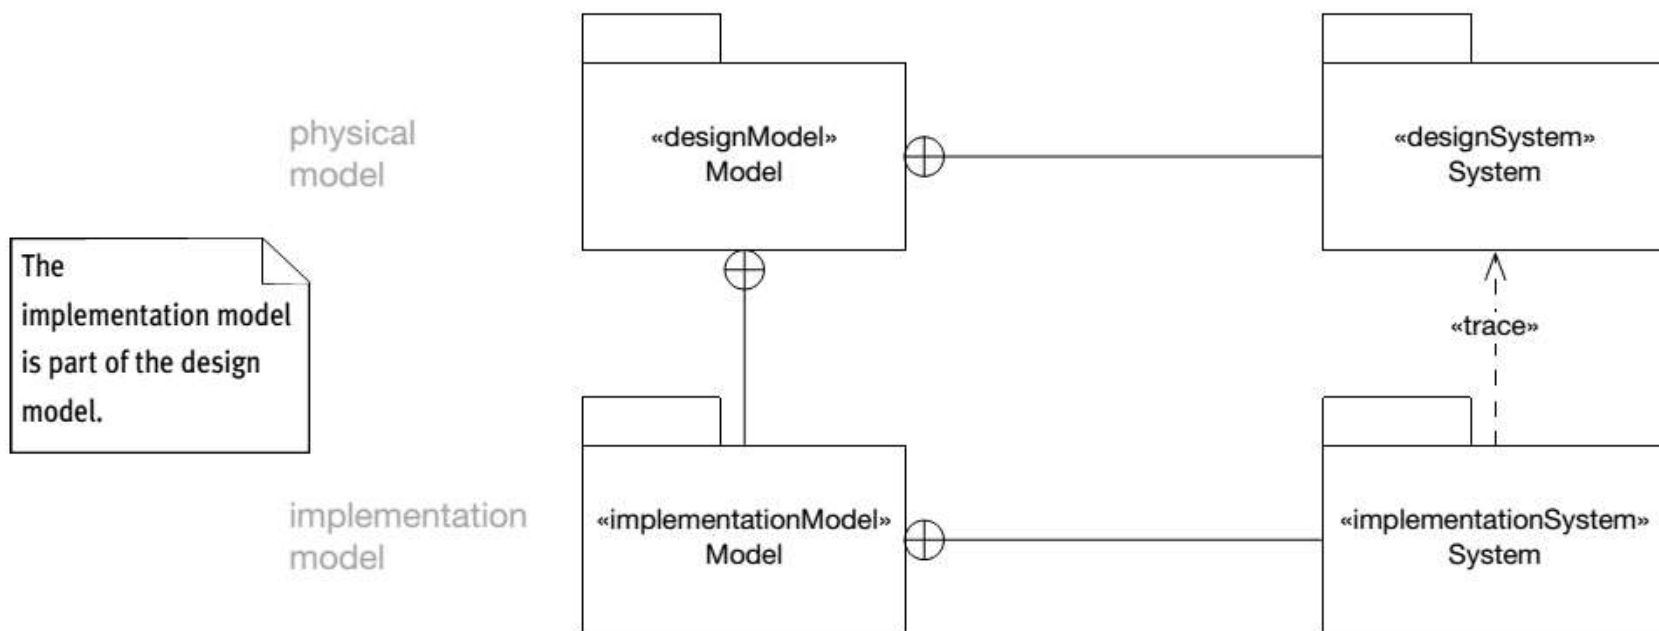 physical
model
«designModel»
Model
«designSystem»
System
The
implementation model
is part of the design
model.
«trace»
implementation
model
«implementationModel»
Model
«implementationSystem»
System